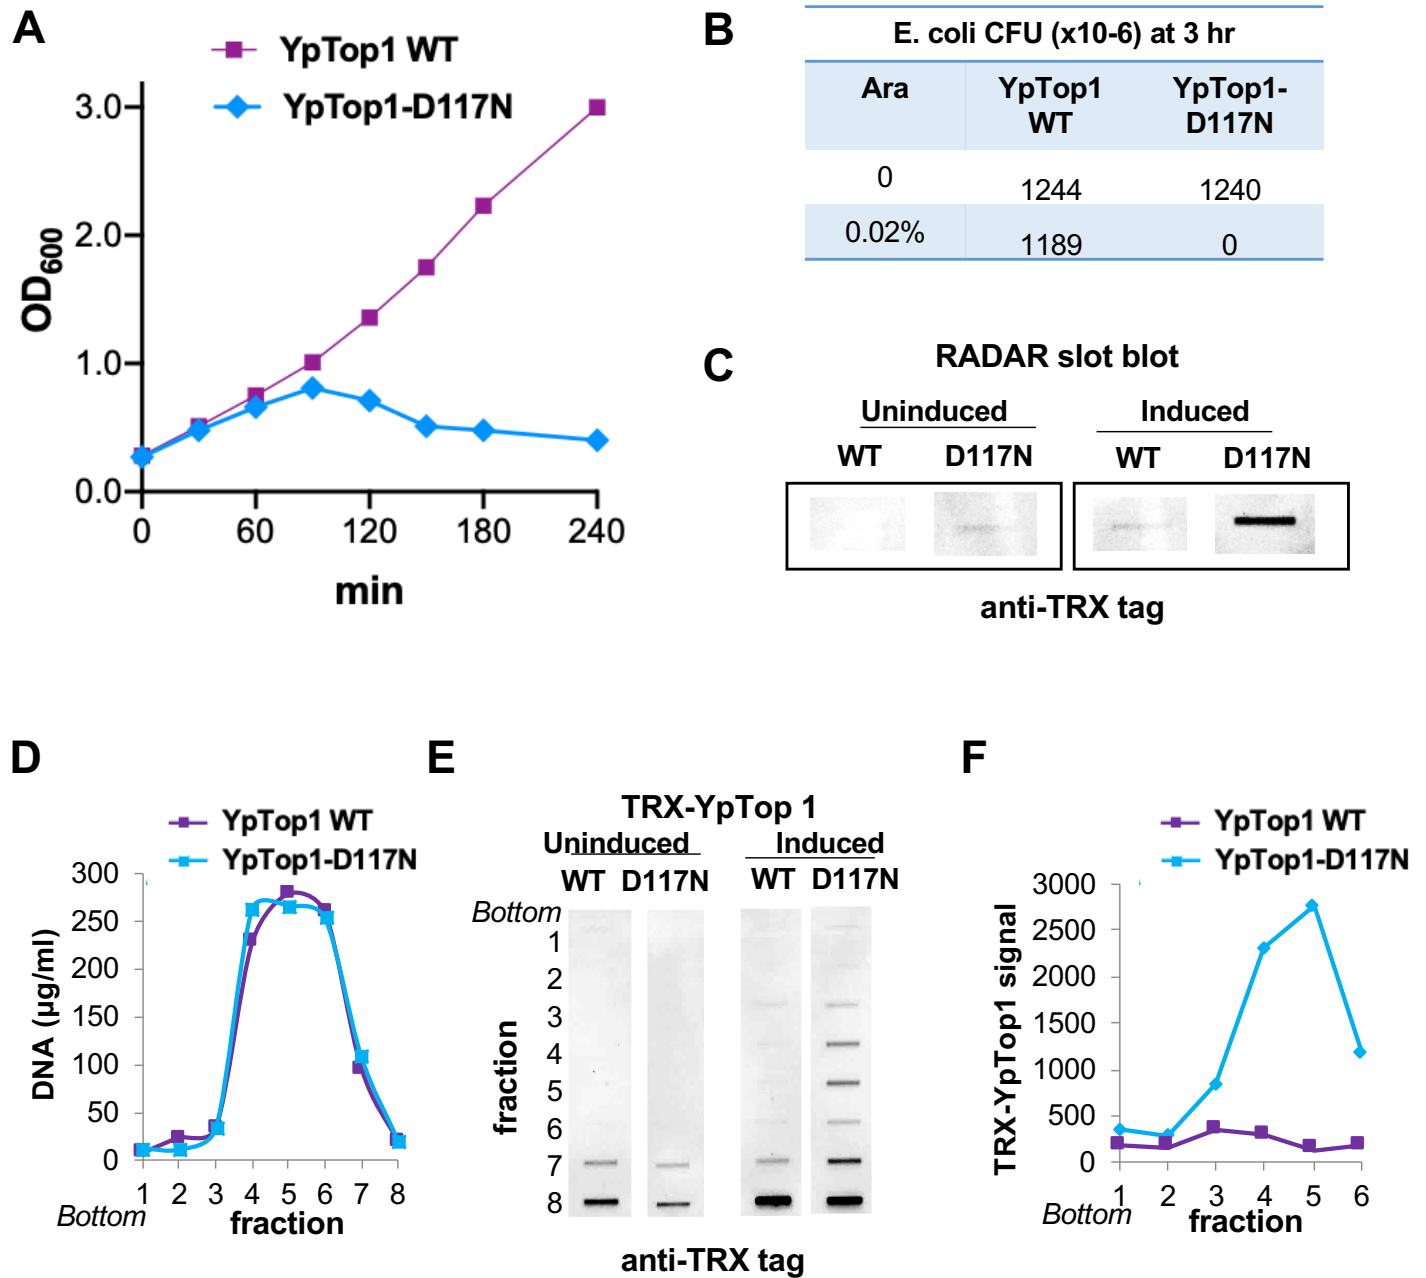 A
YpTop1 WT
YpTop1-D117N
3.0
2.0
1.0
0.0
OD600
0 60 120 180 240
min
B
E. coli CFU (x10-6) at 3 hr
Ara YpTop1 WT YpTop1-D117N
0 1244 1240
0.02% 1189 0
C
RADAR slot blot
Uninduced Induced
WT D117N WT D117N
anti-TRX tag
D
YpTop1 WT
YpTop1-D117N
300
250
200
150
100
50
0
DNA (µg/ml)
1 2 3 4 5 6 7 8
Bottom fraction
E
TRX-YpTop 1
Uninduced Induced
WT D117N WT D117N
Bottom
1
2
3
4
5
6
7
8
fraction
anti-TRX tag
F
YpTop1 WT
YpTop1-D117N
3000
2500
2000
1500
1000
500
0
TRX-YpTop1 signal
1 2 3 4 5 6
Bottom fraction